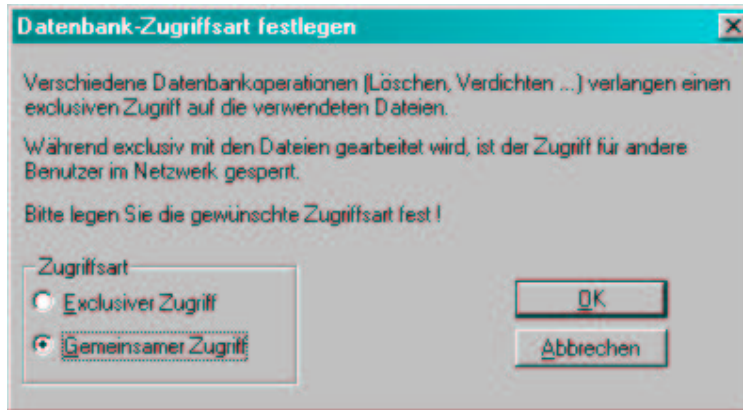 Datenbank-Zugriffsart festlegen
Verschiedene Datenbankoperationen (Löschen, Verdichten ...) verlangen einen
exclusiven Zugriff auf die verwendeten Dateien.
Während exclusiv mit den Dateien gearbeitet wird, ist der Zugriff für andere
Benutzer im Netzwerk gesperrt.
Bitte legen Sie die gewünschte Zugriffsart fest !
Zugriffsart
Exclusiver Zugriff
Gemeinsamer Zugriff
OK
Abbrechen